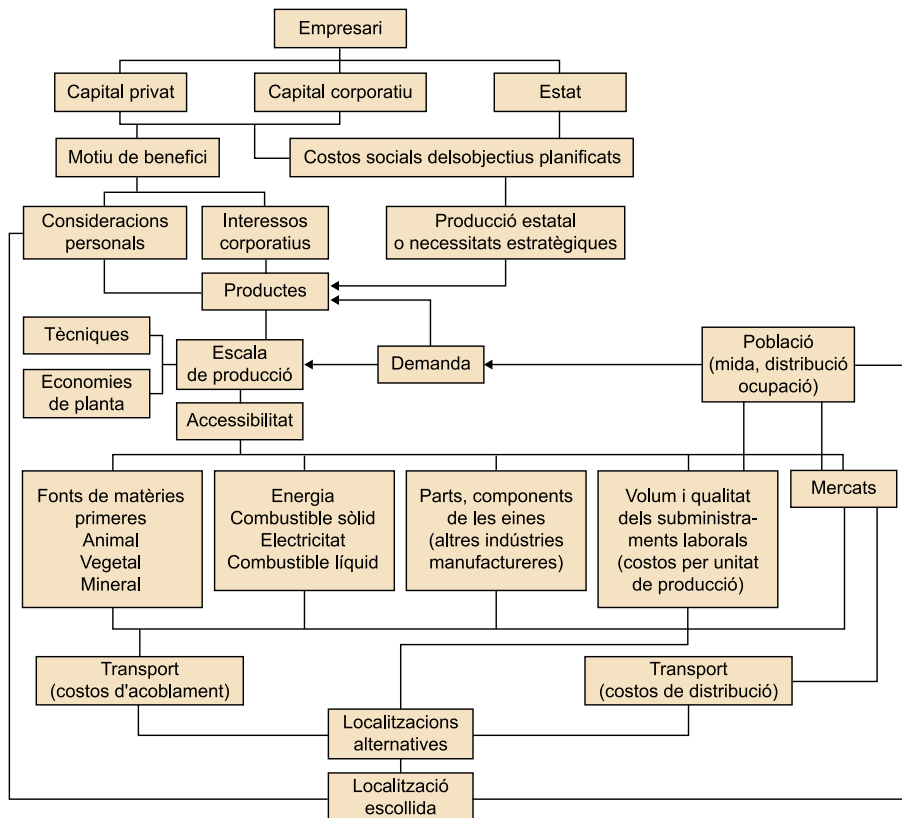 Empresari
Capital privat
Capital corporatiu
Estat
Motiu de benefici
Costos socials delsobjectius planificats
Consideracions
personals
Interessos
corporatius
Producció estatal
o necessitats estratègiques
Productes
Tècniques
Economies
de planta
Escala
de producció
Demanda
Població
(mida, distribució
ocupació)
Accessibilitat
Fonts de matèries
primeres
Animal
Vegetal
Mineral
Energia
Combustible sòlid
Electricitat
Combustible líquid
Parts, components
de les eines
(altres indústries
manufactureres)
Volum i qualitat
dels subministra-
ments laborals
(costos per unitat
de producció)
Mercats
Transport
(costos d'acoblament)
Transport
(costos de distribució)
Localitzacions
alternatives
Localització
escollida